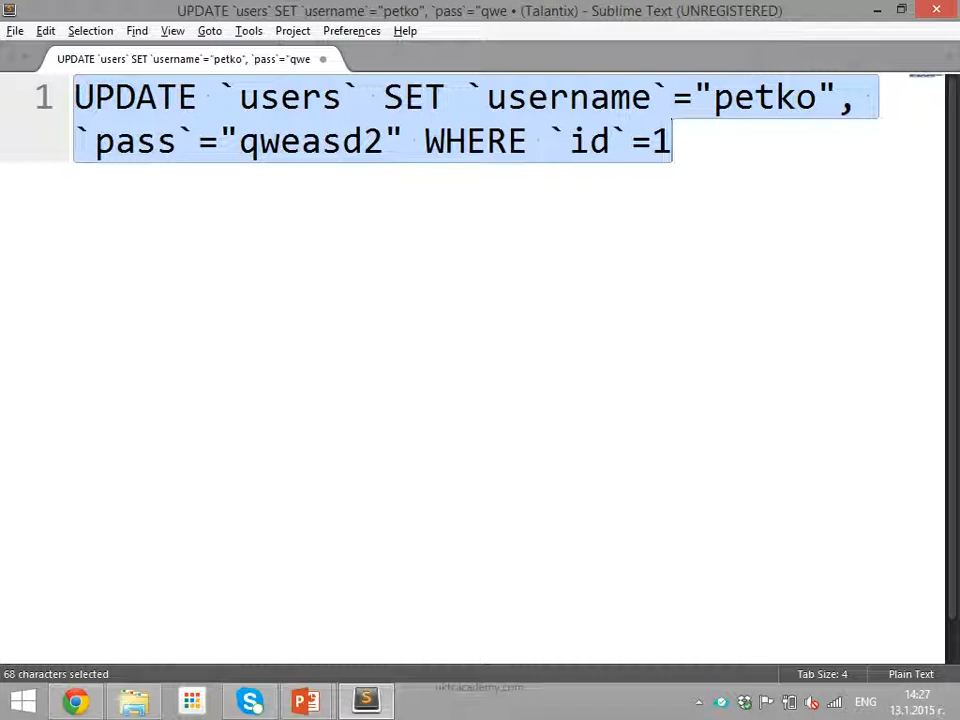 UPDATE `users` SET `username`="petko", `pass`="qwe • (Talantix) - Sublime Text (UNREGISTERED)
File Edit Selection Find View Goto Tools Project Preferences Help
UPDATE `users` SET `username`="petko", `pass`="qwe
1 UPDATE `users` SET `username`="petko",
`pass`="qweasd2" WHERE `id`=1
68 characters selected Tab Size: 4 Plain Text
ENG 14:27
13.1.2015 г.